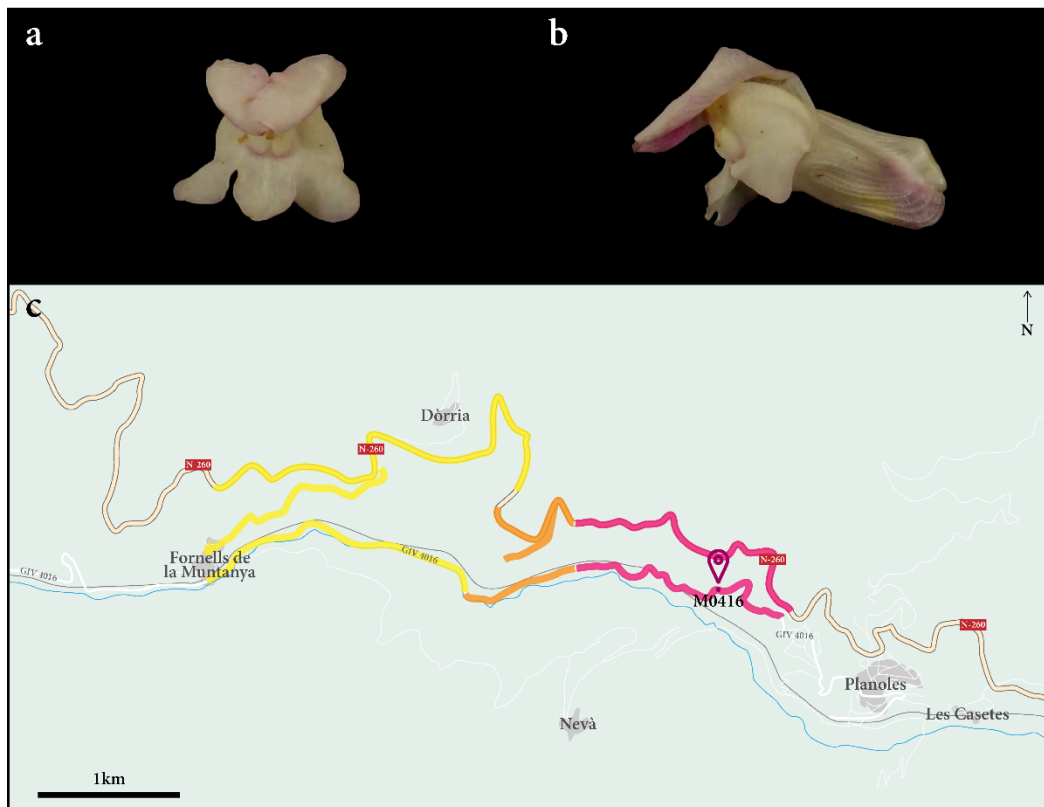 a
b
c
N
Dòrria
N-260
N-260
Fornells de
la Muntanya
GIV 4016
GIV 4016
N-260
M0416
GIV 4016
N-260
Planoles
Les Casetes
Nevà
1km